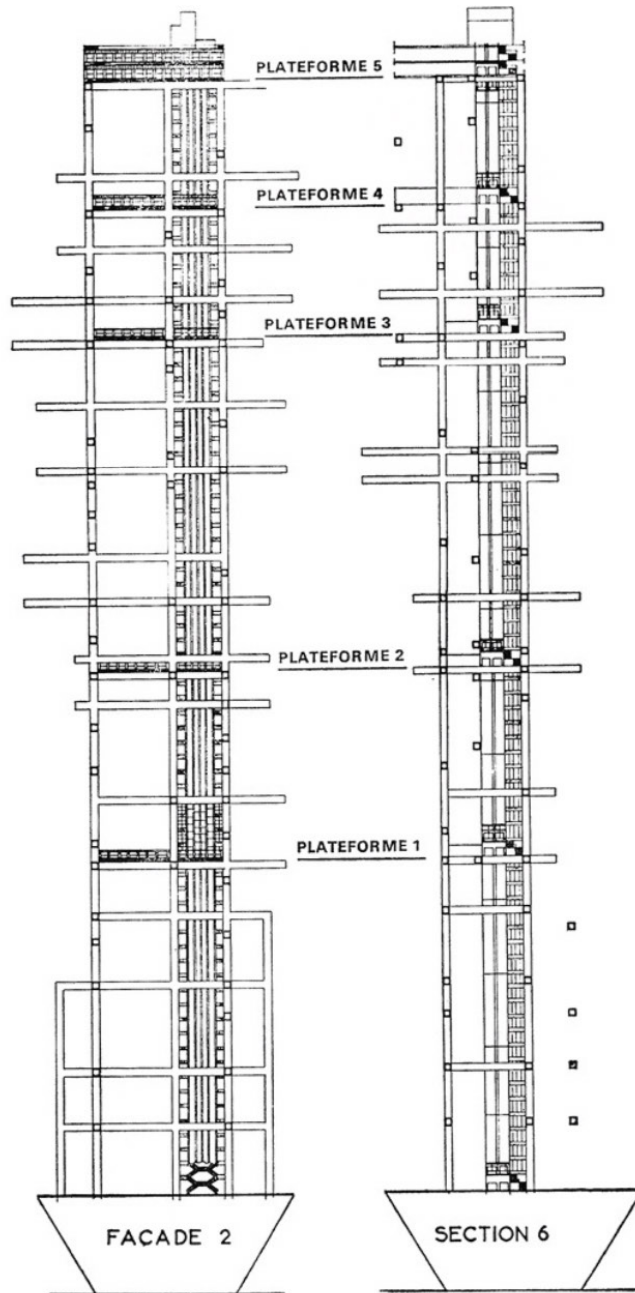 PLATEFORME 5
PLATEFORME 4
PLATEFORME 3
PLATEFORME 2
PLATEFORME 1
FAÇADE 2
SECTION 6